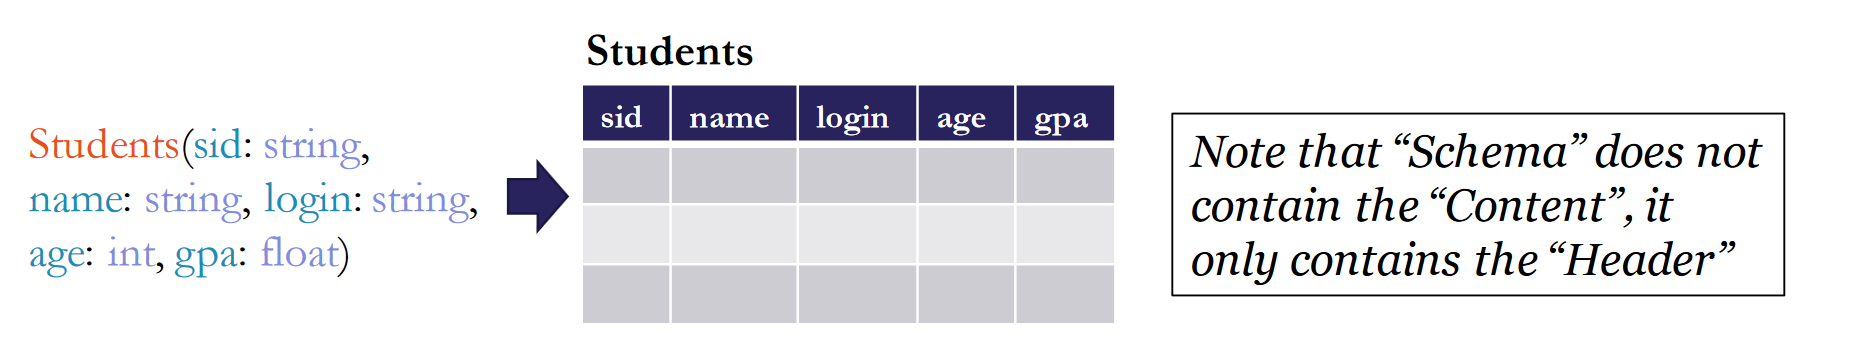 Students(sid: string,
name: string, login: string,
age: int, gpa: float)
Students
sid name login age gpa
Note that “Schema” does not
contain the “Content”, it
only contains the “Header”